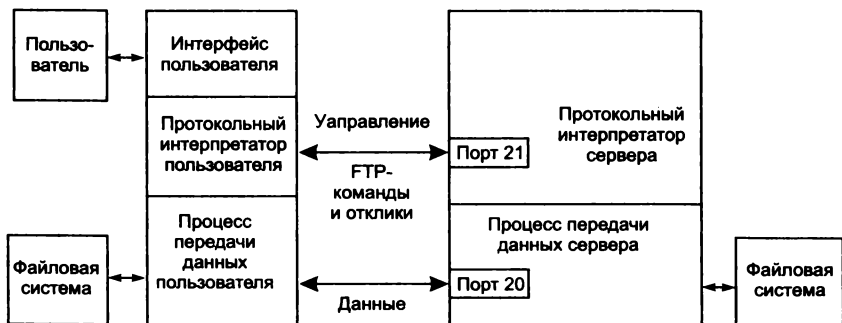 Пользо-
ватель
Интерфейс
пользователя
Протокольный
интерпретатор
пользователя
Уаправление
FTP-
команды
и отклики
Порт 21
Протокольный
интерпретатор
сервера
Файловая
система
Процесс
передачи
данных
пользователя
Данные
Процесс передачи
данных сервера
Порт 20
Файловая
система